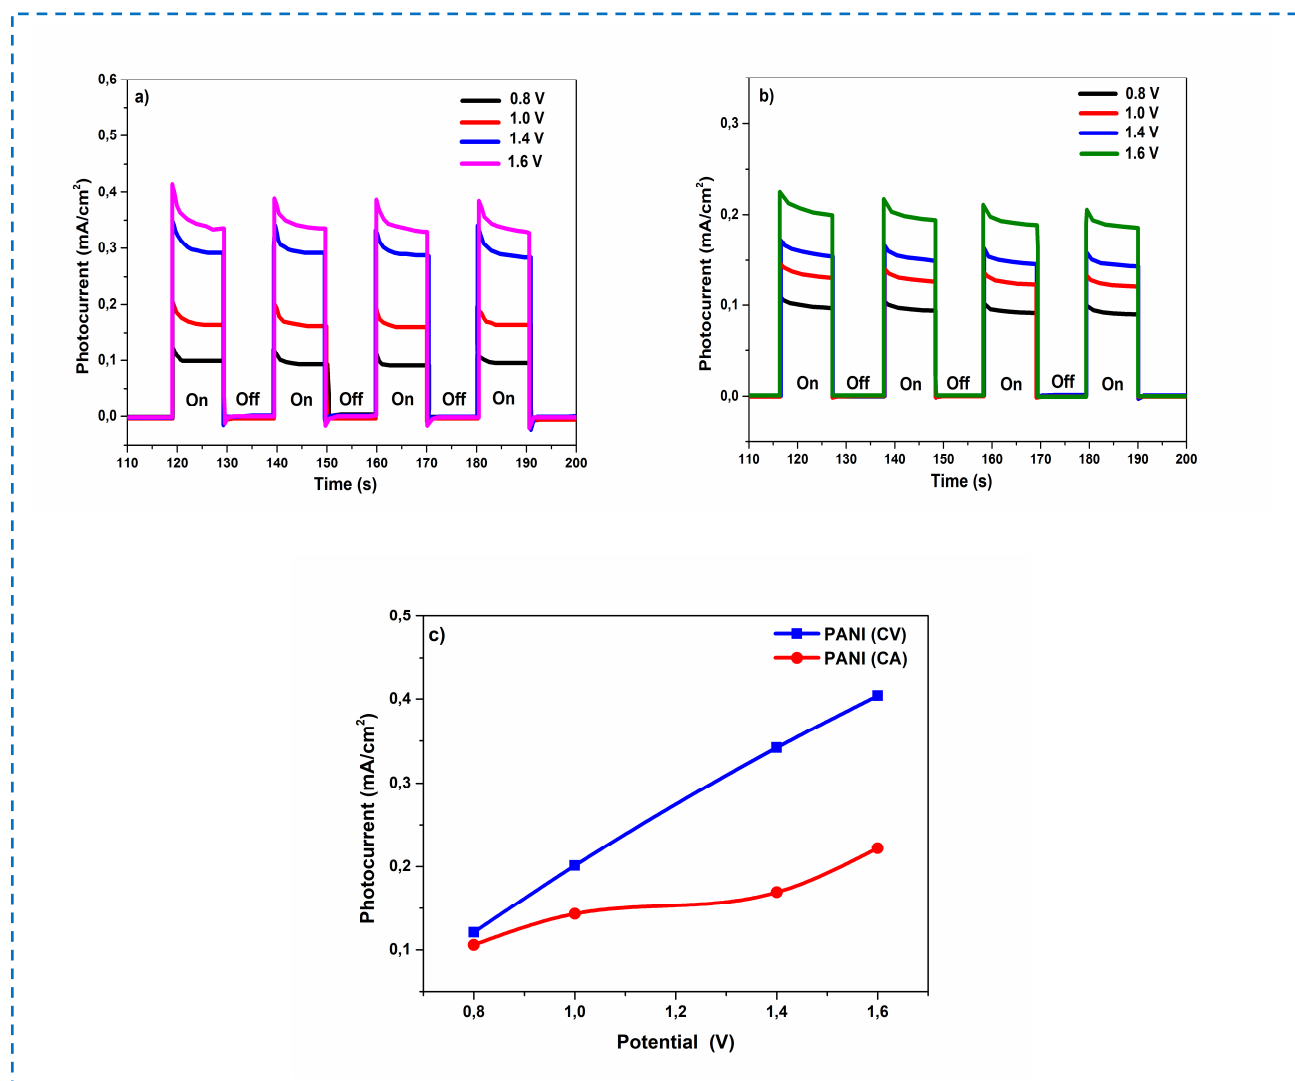 a)
0.8 V
1.0 V
1.4 V
1.6 V
0,6
0,5
0,4
0,3
0,2
0,1
0,0
Photocurrent (mA/cm²)
On Off On Off On Off On
110 120 130 140 150 160 170 180 190 200
Time (s)
b)
0.8 V
1.0 V
1.4 V
1.6 V
0,3
0,2
0,1
0,0
Photocurrent (mA/cm²)
On Off On Off On Off On
110 120 130 140 150 160 170 180 190 200
Time (s)
c)
PANI (CV)
PANI (CA)
0,5
0,4
0,3
0,2
0,1
Photocurrent (mA/cm²)
0,8 1,0 1,2 1,4 1,6
Potential (V)